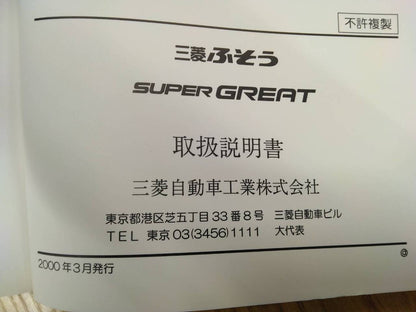 不許複製
三菱ふそう
SUPER GREAT
取扱説明書
三菱自動車工業株式会社
東京都港区芝五丁目33番8号 三菱自動車ビル
TEL 東京03(3456)1111 大代表
2000年3月発行
@